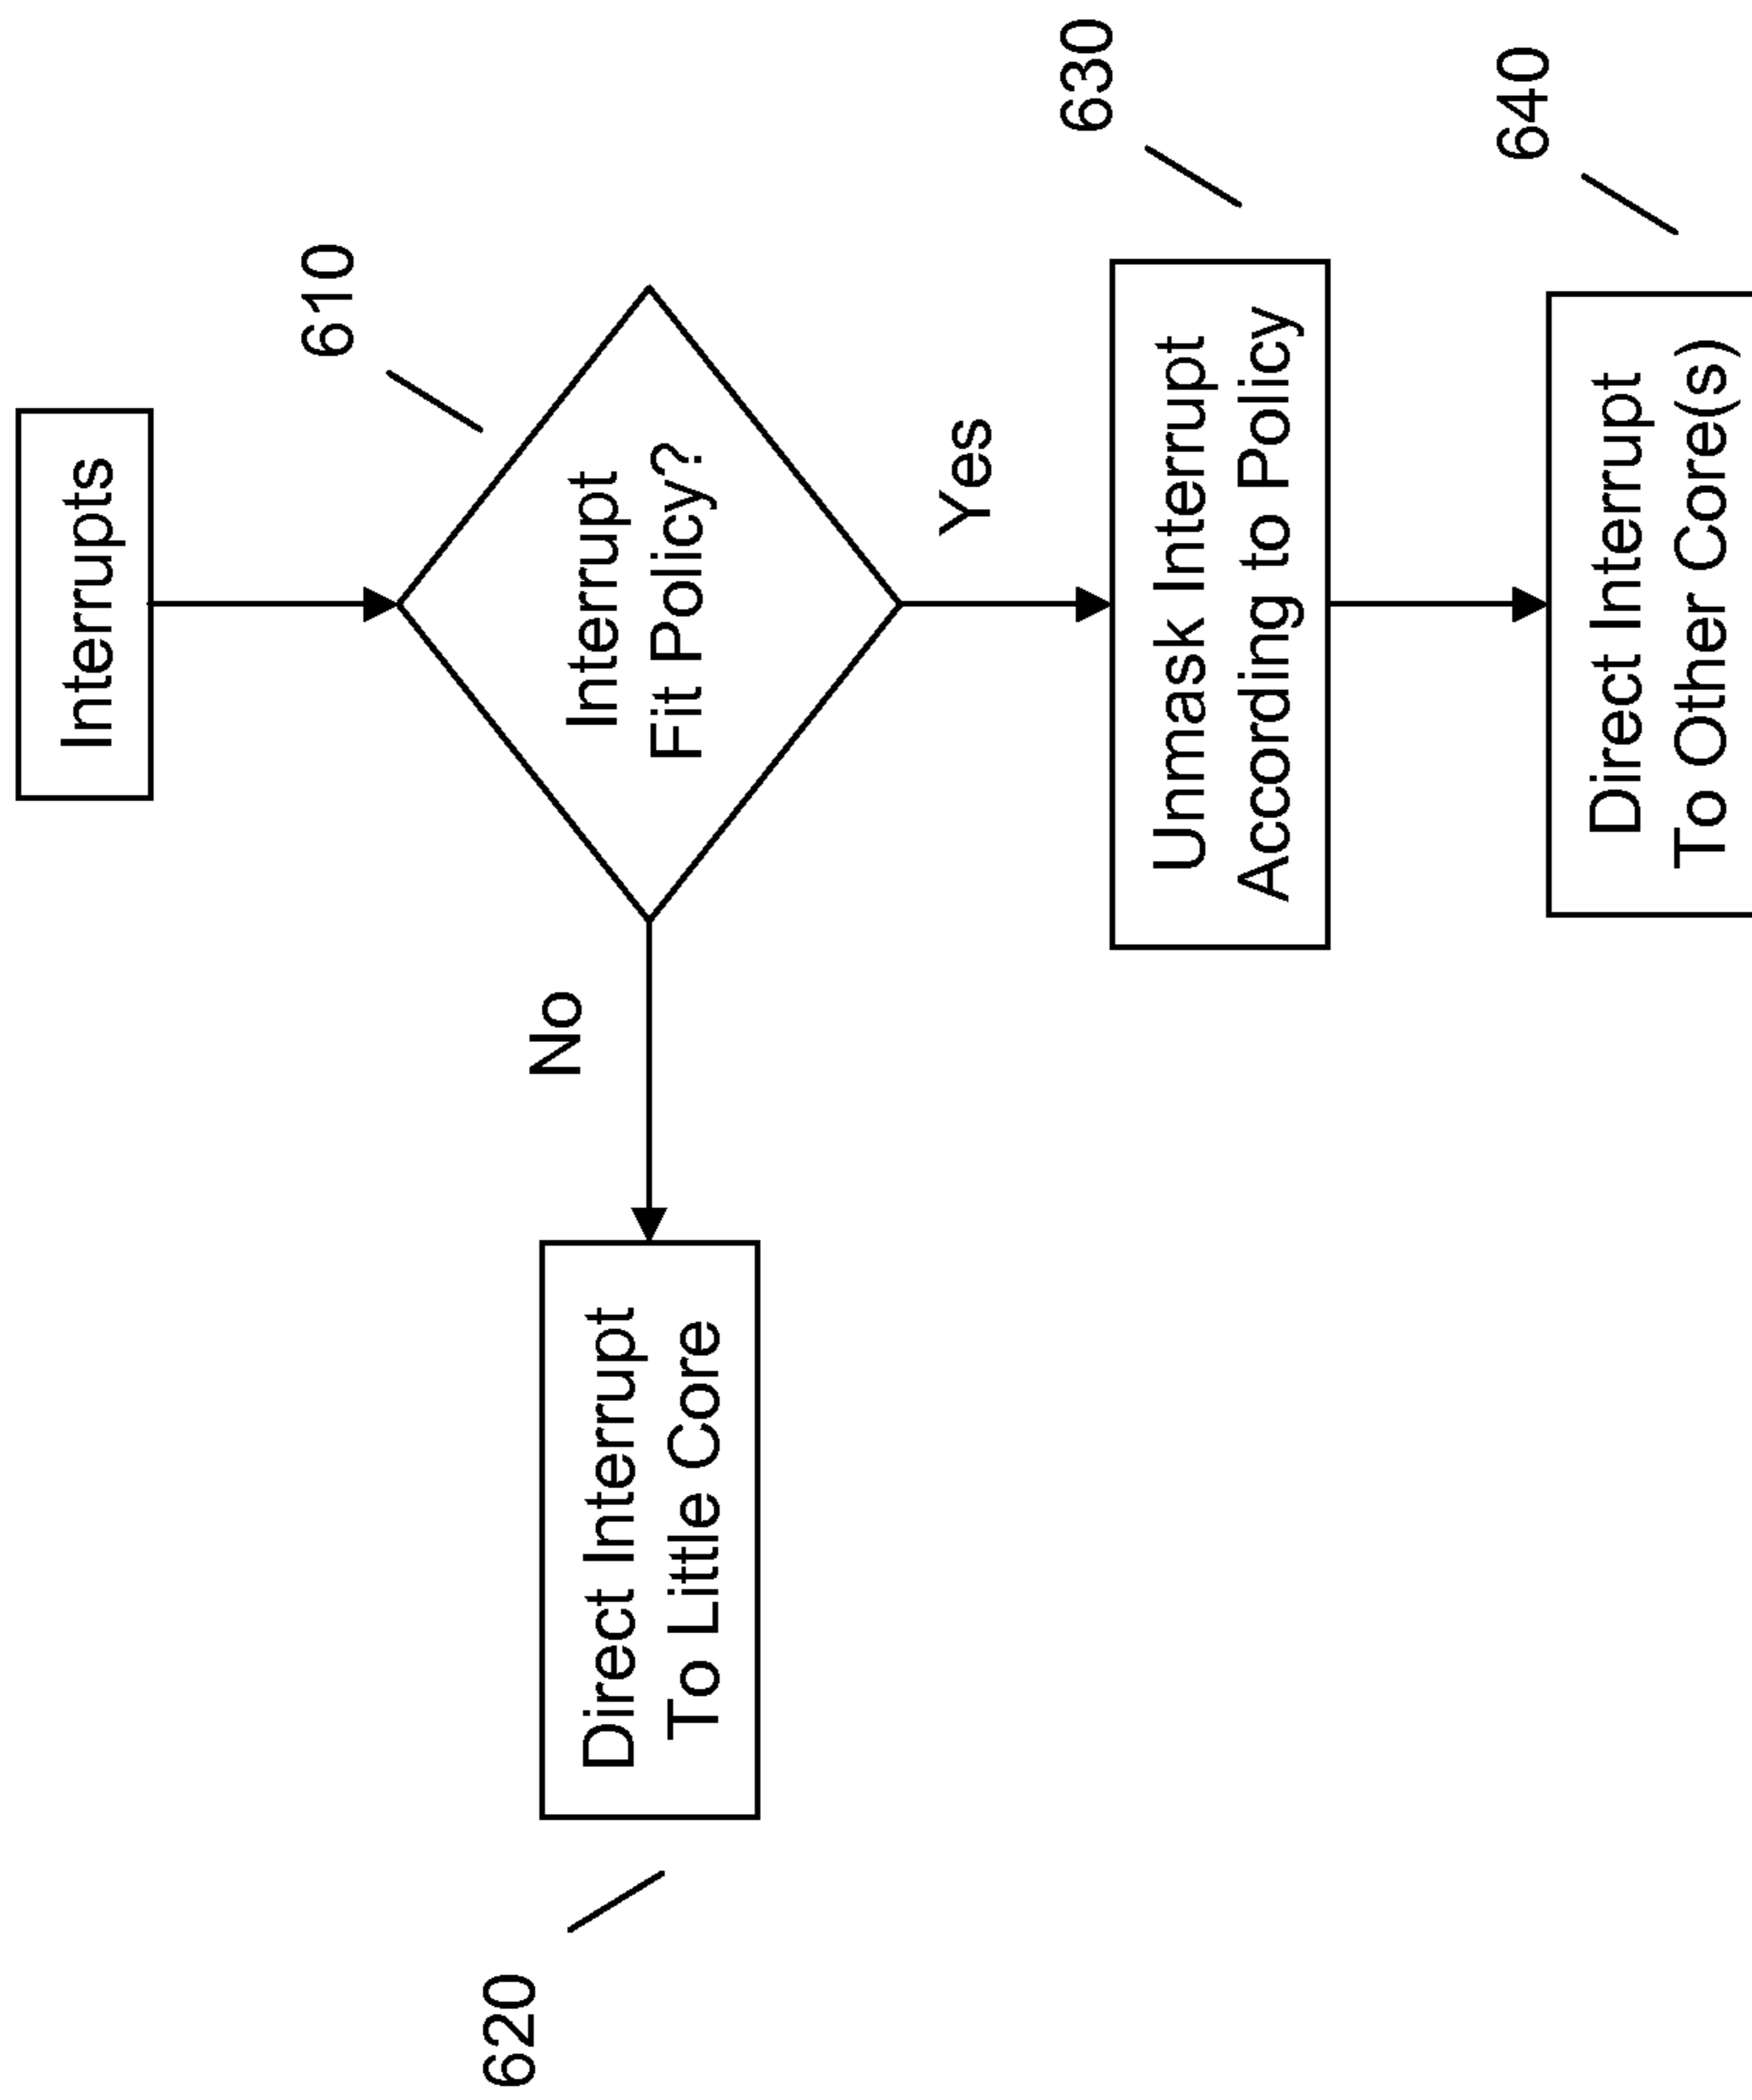 Interrupts
610
Interrupt
Fit Policy?
No
Yes
620
Direct Interrupt
To Little Core
630
Unmask Interrupt
According to Policy
640
Direct Interrupt
To Other Core(s)